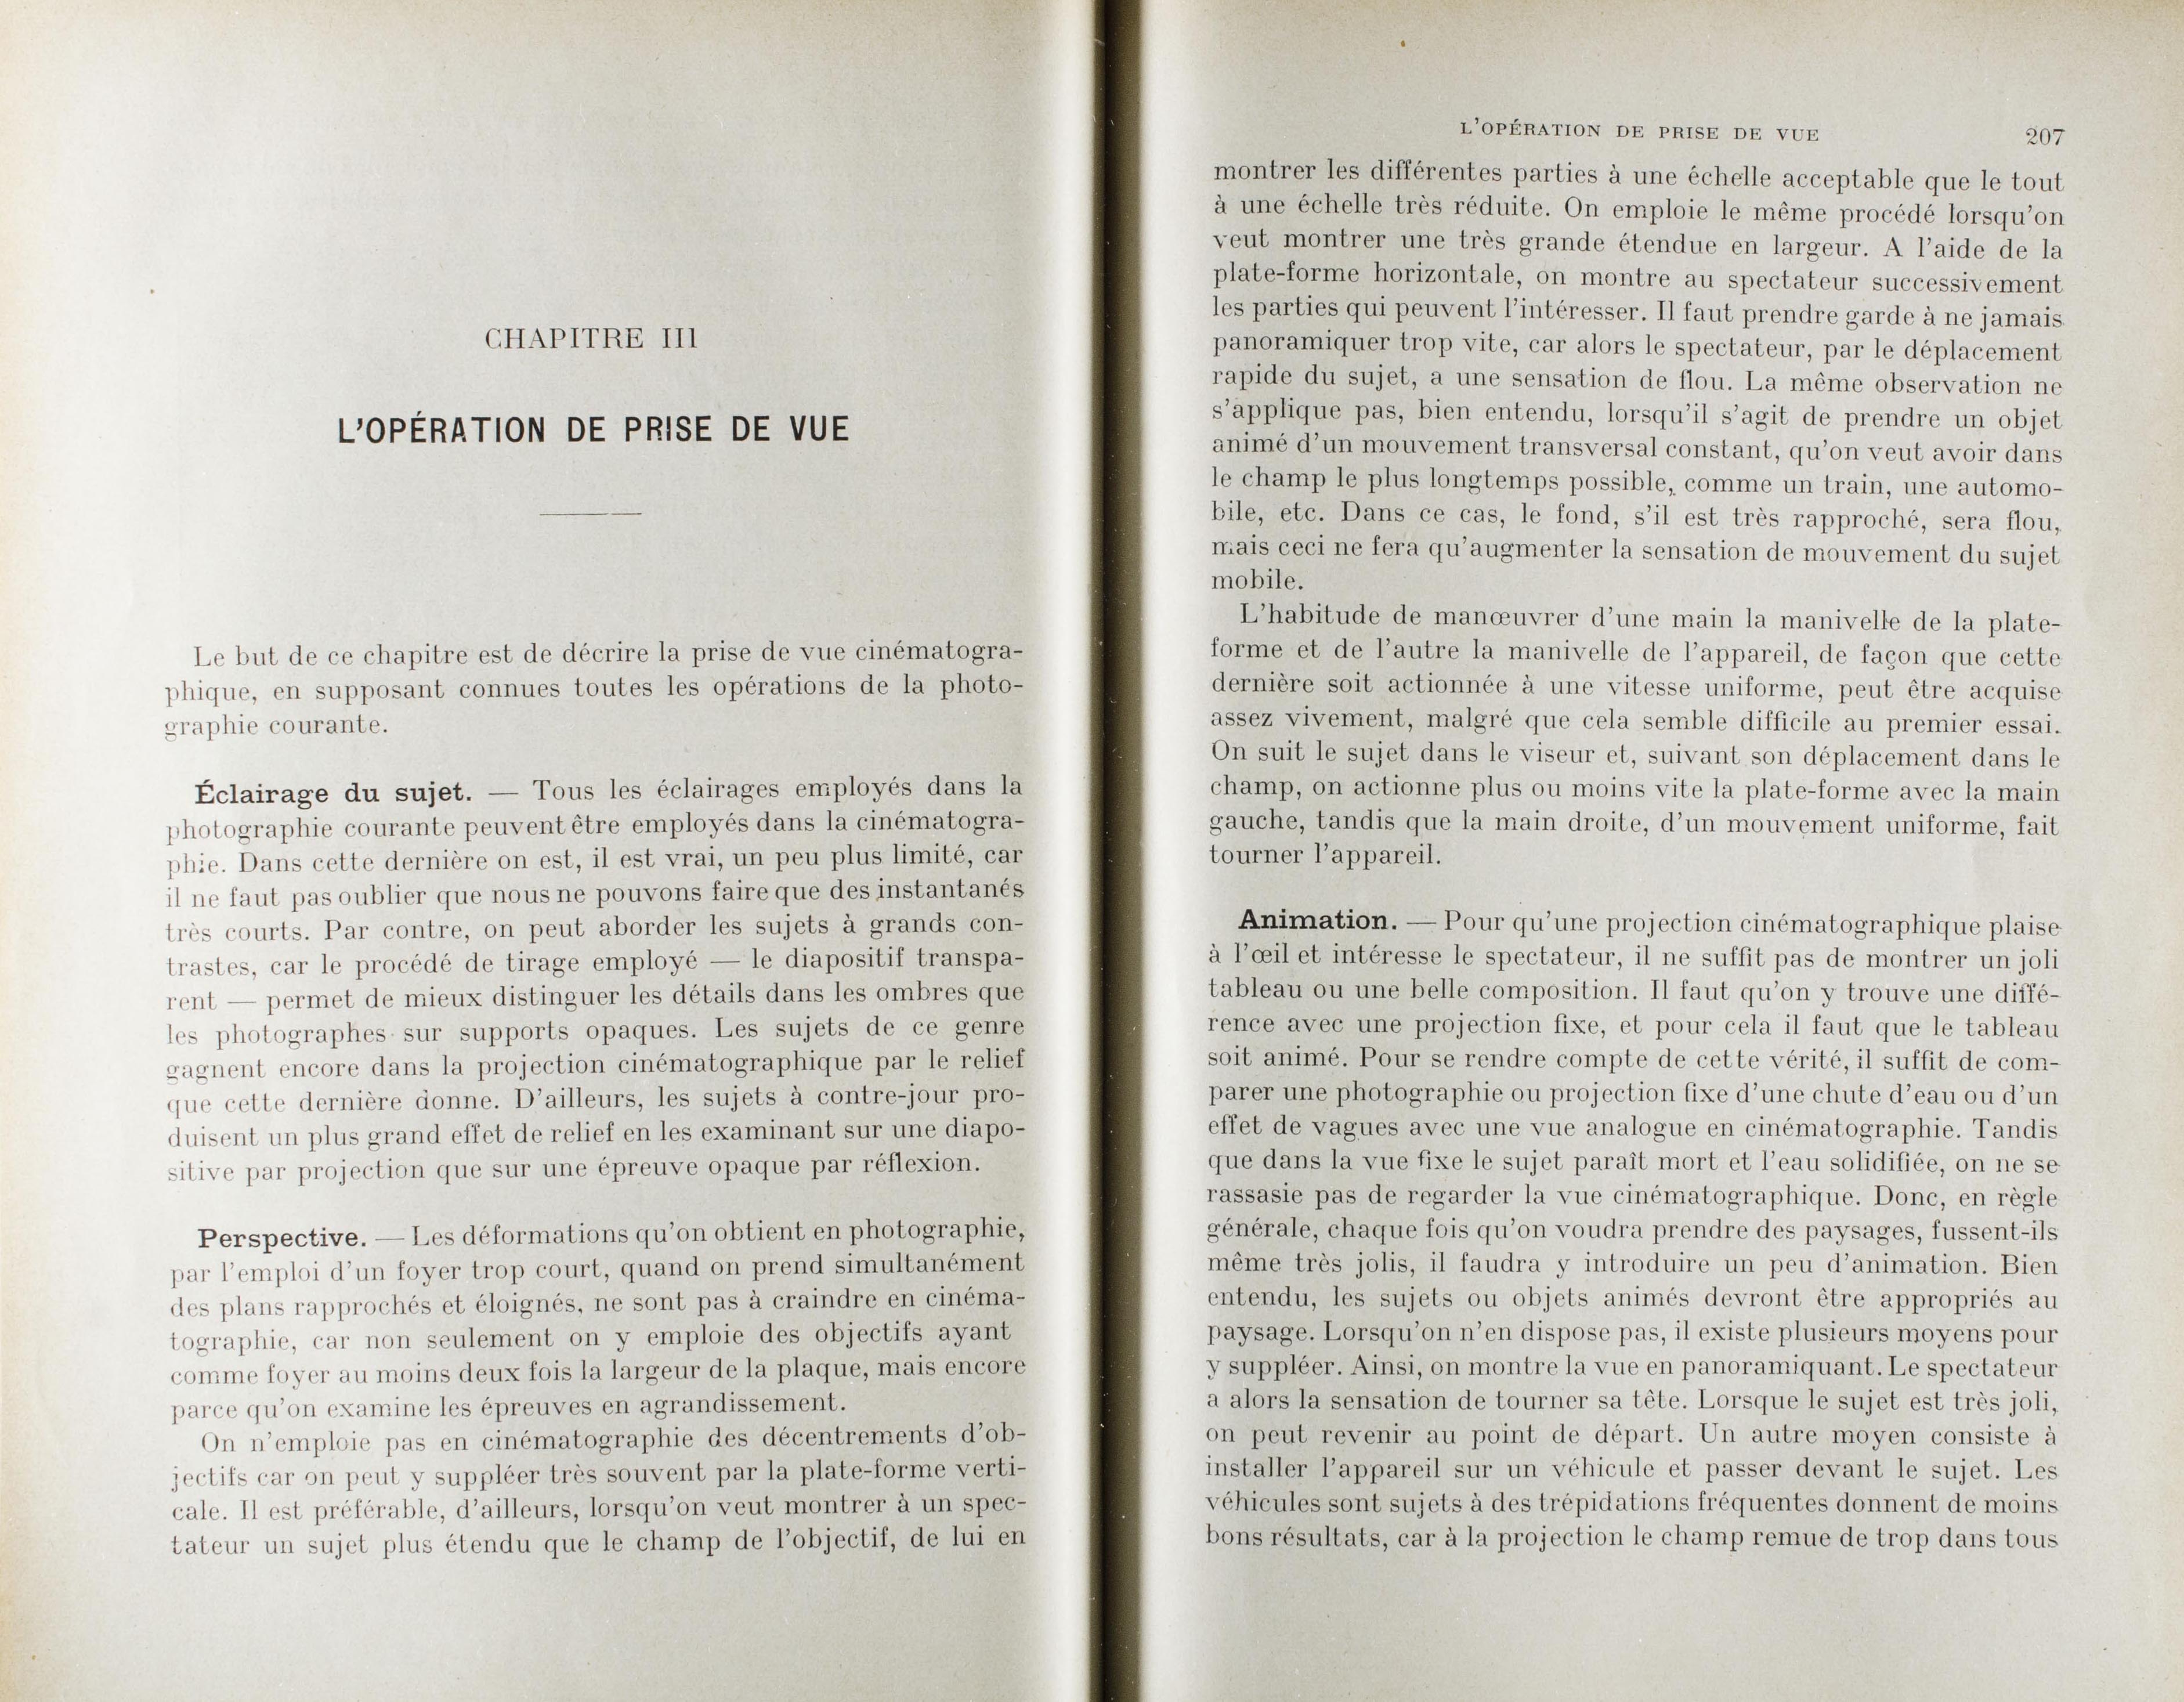 CHAPITRE III
L'OPÉRATION DE PRISE DE VUE
Le but de ce chapitre est de décrire la prise de vue cinématogra-
phique, en supposant connues toutes les opérations de la photo-
graphie courante.
Éclairage du sujet. — Tous les éclairages employés dans la
photographie courante peuvent être employés dans la cinématogra-
phie. Dans cette dernière on est, il est vrai, un peu plus limité, car
il ne faut pas oublier que nous ne pouvons faire que des instantanés
très courts. Par contre, on peut aborder les sujets à grands con-
trastes, car le procédé de tirage employé — le diapositif transpa-
rent — permet de mieux distinguer les détails dans les ombres que
les photographes sur supports opaques. Les sujets de ce genre
gagnent encore dans la projection cinématographique par le relief
que cette dernière donne. D'ailleurs, les sujets à contre-jour pro-
duisent un plus grand effet de relief en les examinant sur une diapo-
sitive par projection que sur une épreuve opaque par réflexion.
Perspective. — Les déformations qu'on obtient en photographie,
par l'emploi d'un foyer trop court, quand on prend simultanément
des plans rapprochés et éloignés, ne sont pas à craindre en cinéma-
tographie, car non seulement on y emploie des objectifs ayant
comme foyer au moins deux fois la largeur de la plaque, mais encore
parce qu'on examine les épreuves en agrandissement.
On n'emploie pas en cinématographie des décentrements d'ob-
jectifs car on peut y suppléer très souvent par la plate-forme verti-
cale. Il est préférable, d'ailleurs, lorsqu'on veut montrer à un spec-
tateur un sujet plus étendu que le champ de l'objectif, de lui en
L'OPÉRATION DE PRISE DE VUE 207
montrer les différentes parties à une échelle acceptable que le tout
à une échelle très réduite. On emploie le même procédé lorsqu'on
veut montrer une très grande étendue en largeur. A l'aide de la
plate-forme horizontale, on montre au spectateur successivement
les parties qui peuvent l'intéresser. Il faut prendre garde à ne jamais
panoramiquer trop vite, car alors le spectateur, par le déplacement
rapide du sujet, a une sensation de flou. La même observation ne
s'applique pas, bien entendu, lorsqu'il s'agit de prendre un objet
animé d'un mouvement transversal constant, qu'on veut avoir dans
le champ le plus longtemps possible, comme un train, une automo-
bile, etc. Dans ce cas, le fond, s'il est très rapproché, sera flou,
mais ceci ne fera qu'augmenter la sensation de mouvement du sujet
mobile.
L'habitude de manœuvrer d'une main la manivelle de la plate-
forme et de l'autre la manivelle de l'appareil, de façon que cette
dernière soit actionnée à une vitesse uniforme, peut être acquise
assez vivement, malgré que cela semble difficile au premier essai.
On suit le sujet dans le viseur et, suivant son déplacement dans le
champ, on actionne plus ou moins vite la plate-forme avec la main
gauche, tandis que la main droite, d'un mouvement uniforme, fait
tourner l'appareil.
Animation. — Pour qu'une projection cinématographique plaise
à l'œil et intéresse le spectateur, il ne suffit pas de montrer un joli
tableau ou une belle composition. Il faut qu'on y trouve une diffé-
rence avec une projection fixe, et pour cela il faut que le tableau
soit animé. Pour se rendre compte de cette vérité, il suffit de com-
parer une photographie ou projection fixe d'une chute d'eau ou d'un
effet de vagues avec une vue analogue en cinématographie. Tandis
que dans la vue fixe le sujet paraît mort et l'eau solidifiée, on ne se
rassasie pas de regarder la vue cinématographique. Donc, en règle
générale, chaque fois qu'on voudra prendre des paysages, fussent-ils
même très jolis, il faudra y introduire un peu d'animation. Bien
entendu, les sujets ou objets animés devront être appropriés au
paysage. Lorsqu'on n'en dispose pas, il existe plusieurs moyens pour
y suppléer. Ainsi, on montre la vue en panoramiquant. Le spectateur
a alors la sensation de tourner sa tête. Lorsque le sujet est très joli,
on peut revenir au point de départ. Un autre moyen consiste à
installer l'appareil sur un véhicule et passer devant le sujet. Les
véhicules sont sujets à des trépidations fréquentes donnent de moins
bons résultats, car à la projection le champ remue de trop dans tous